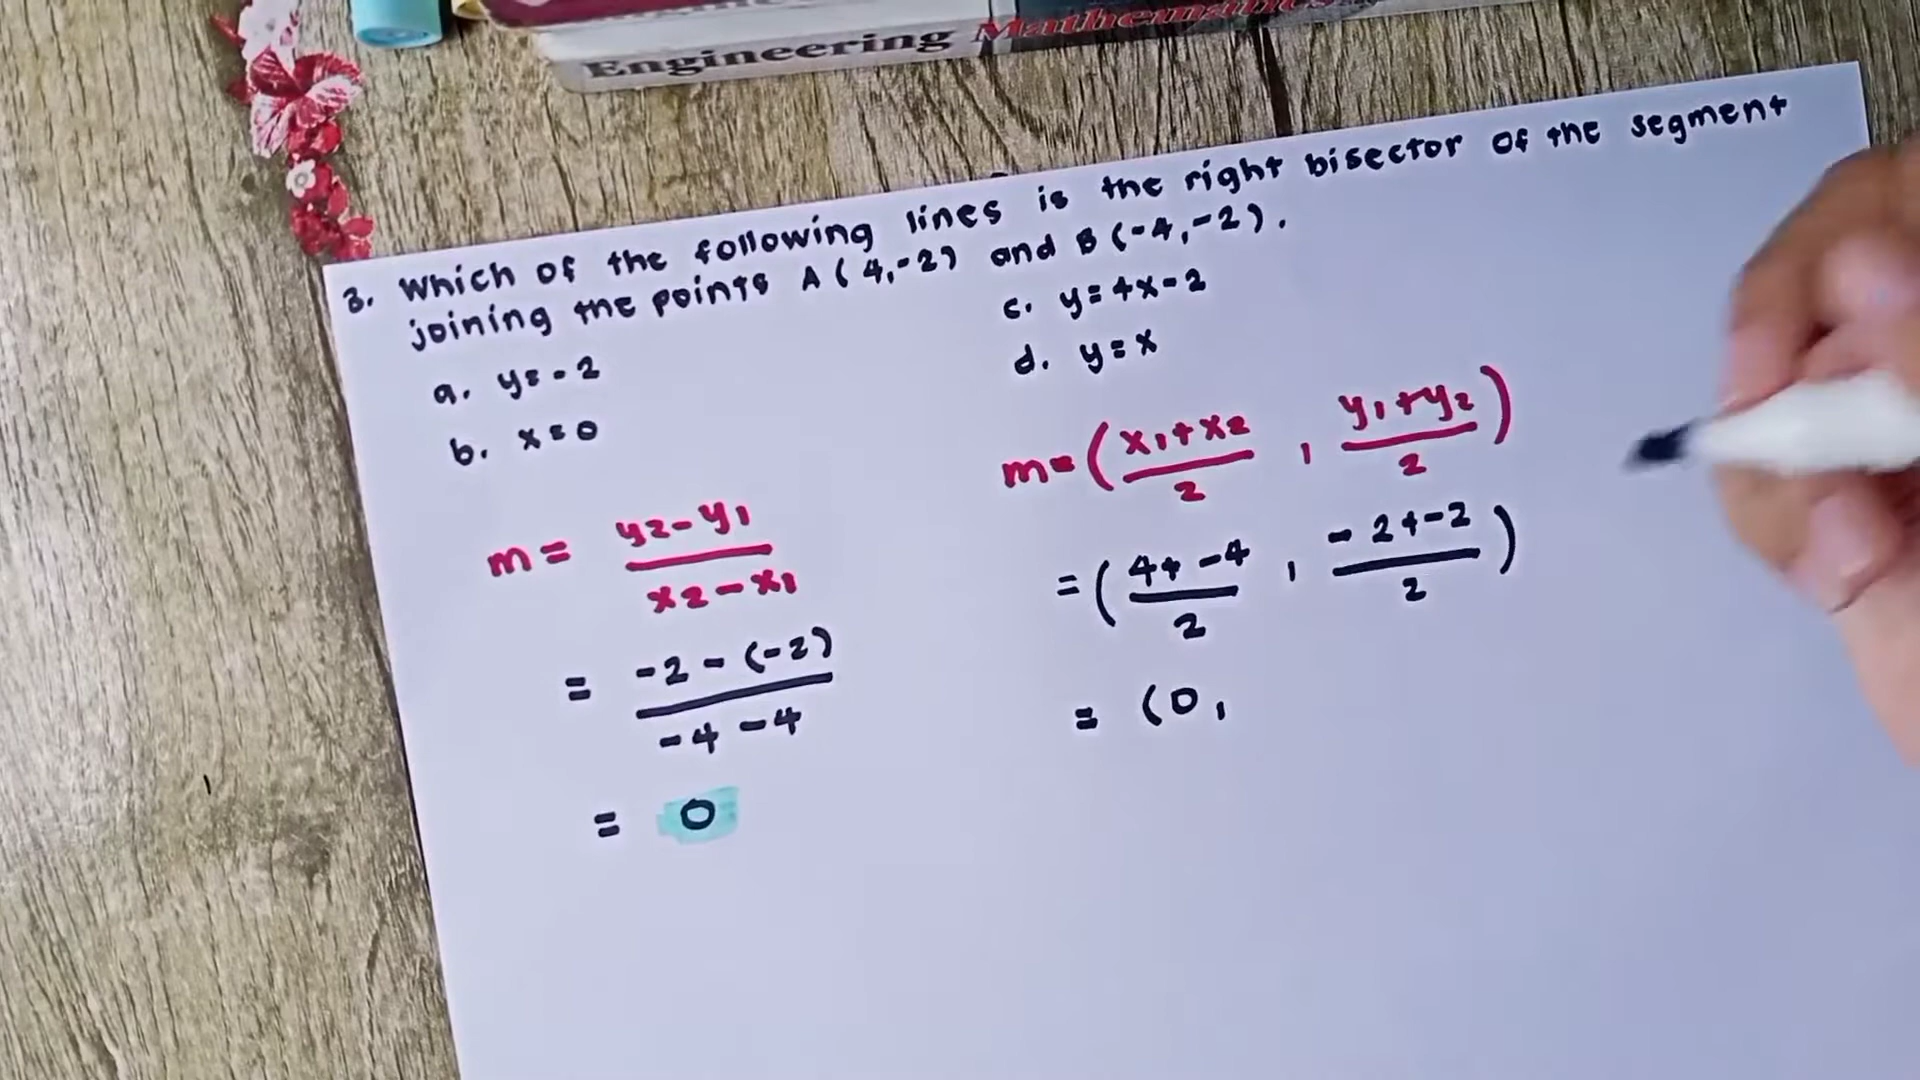 Engineering Mathematics
3. Which of the following lines is the right bisector of the segment
joining the points A (4,-2) and B (-4,-2).
a. y = -2
b. x = 0
c. y = 4x - 2
d. y = x
m = y2 - y1 / x2 - x1
= -2 - (-2) / -4 - 4
= 0
m = ( x1 + x2 / 2 , y1 + y2 / 2 )
= ( 4 + -4 / 2 , -2 + -2 / 2 )
= (0,